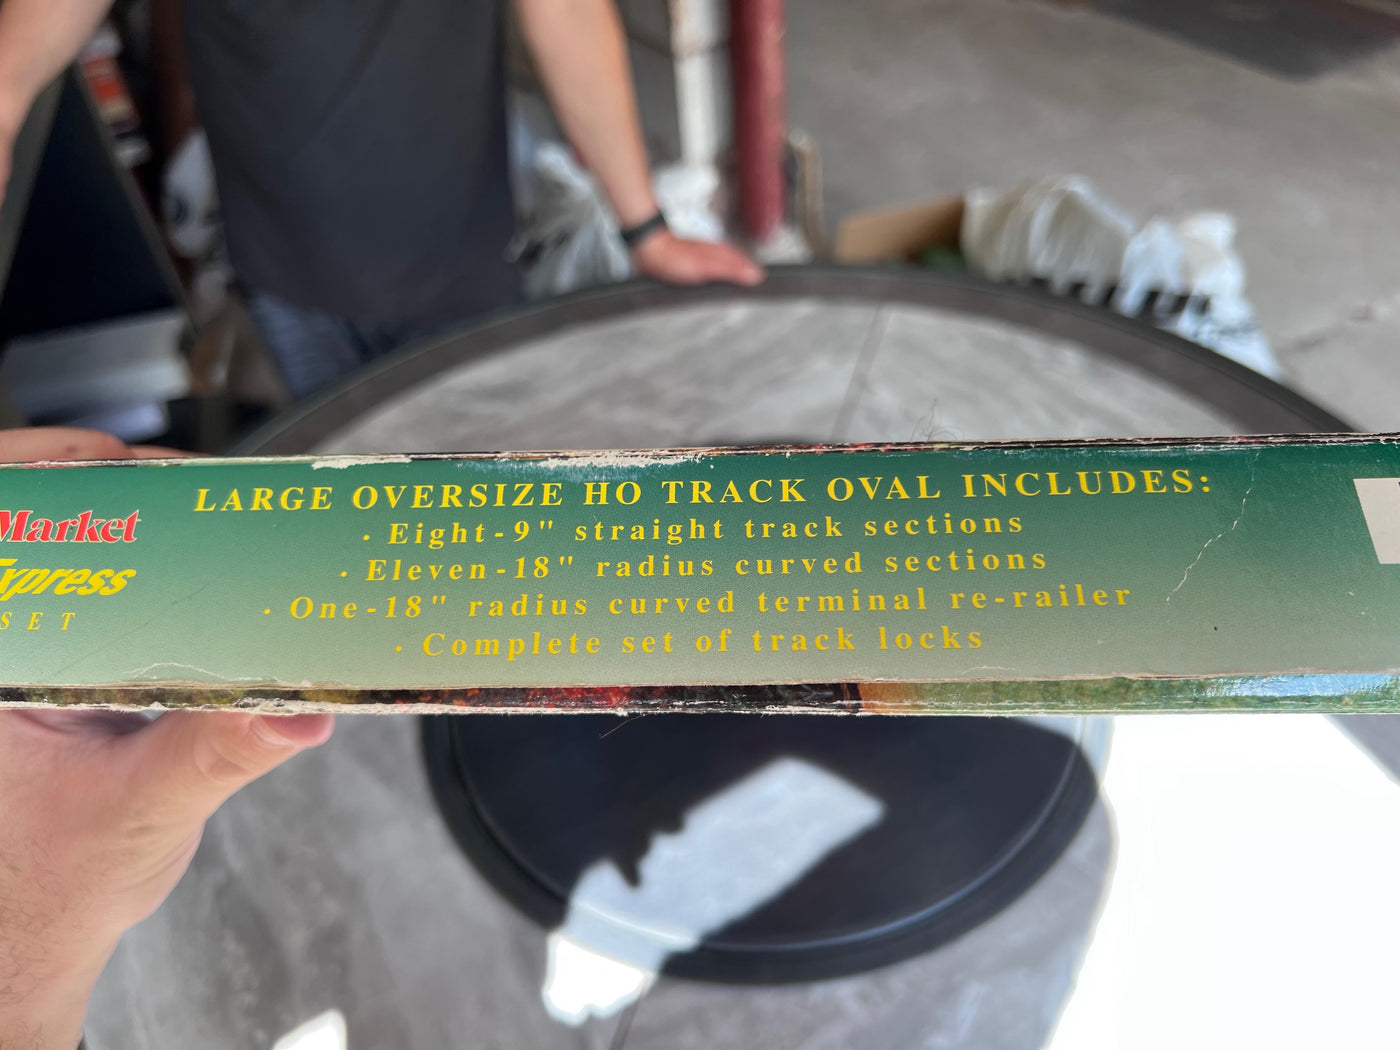 Market
Express
SET
LARGE OVERSIZE HO TRACK OVAL INCLUDES:
· Eight-9" straight track sections
· Eleven-18" radius curved sections
· One-18" radius curved terminal re-railer
· Complete set of track locks